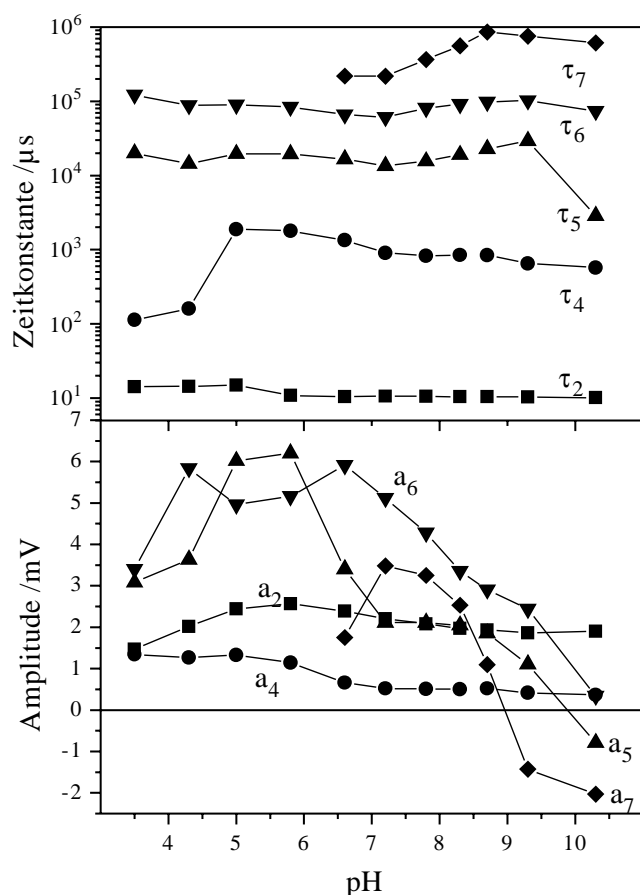 10⁶
10⁵
10⁴
10³
10²
10¹
Zeitkonstante /µs
τ₇
τ₆
τ₅
τ₄
τ₂
7
6
5
4
3
2
1
0
-1
-2
Amplitude /mV
a₆
a₂
a₄
a₅
a₇
4 5 6 7 8 9 10
pH